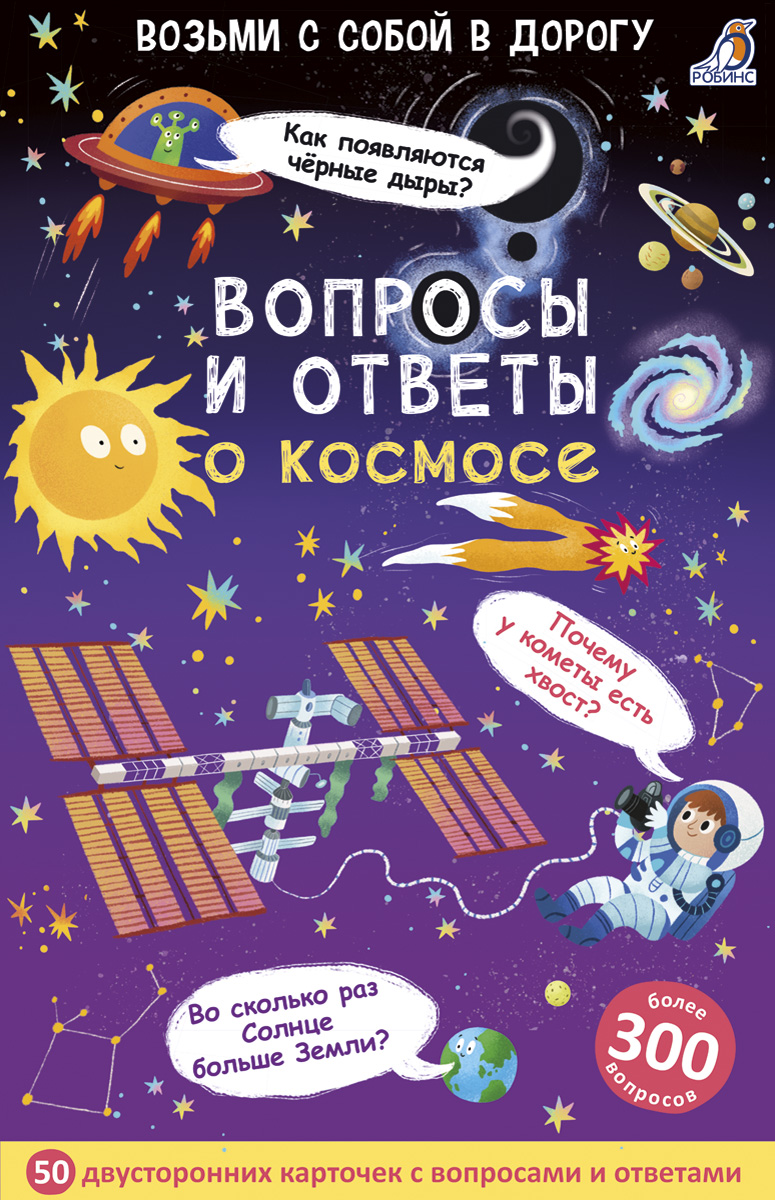 ВОЗЬМИ С СОБОЙ В ДОРОГУ
РОБИНС
Как появляются
чёрные дыры?
ВОПРОСЫ
И ОТВЕТЫ
О КОСМОСЕ
Почему
у кометы есть
хвост?
Во сколько раз
Солнце
больше Земли?
более
300
вопросов
50 двусторонних карточек с вопросами и ответами